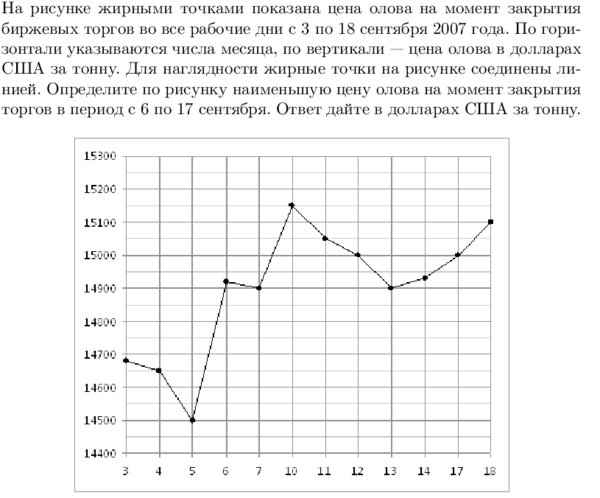 На рисунке жирными точками показана цена олова на момент закрытия
биржевых торгов во все рабочие дни с 3 по 18 сентября 2007 года. По гори-
зонтали указываются числа месяца, по вертикали — цена олова в долларах
США за тонну. Для наглядности жирные точки на рисунке соединены ли-
нией. Определите по рисунку наименьшую цену олова на момент закрытия
торгов в период с 6 по 17 сентября. Ответ дайте в долларах США за тонну.
15300
15200
15100
15000
14900
14800
14700
14600
14500
14400
3 4 5 6 7 10 11 12 13 14 17 18